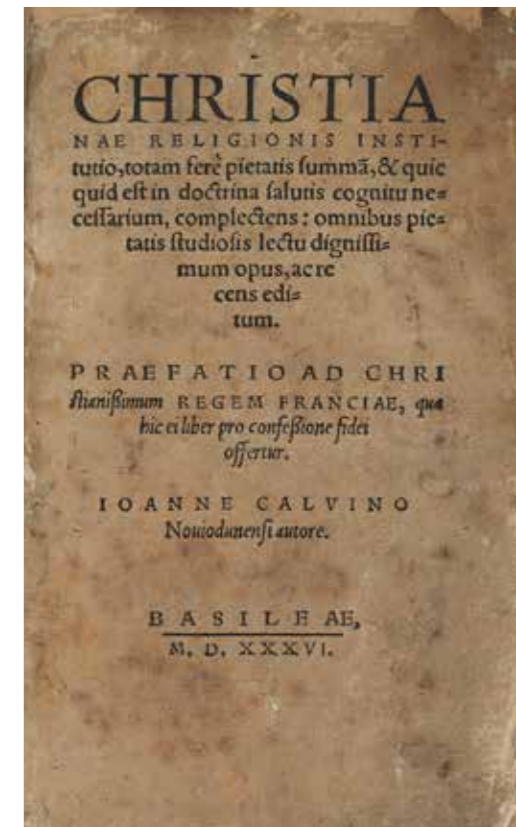 CHRISTIA
NAE RELIGIONIS INSTI-
tutio, totam ferè pietatis summã, & quic
quid est in doctrina salutis cognitu ne=
cessarium, complectens: omnibus pie=
tatis studiosis lectu dignissi=
mum opus, ac re
cens edi=
tum.
PRAEFATIO AD CHRI
stianißimum REGEM FRANCIAE, qua
hic ei liber pro confeßione fidei
offertur.
IOANNE CALVINO
Nouiodunensi autore.
BASILEAE,
M. D. XXXVI.